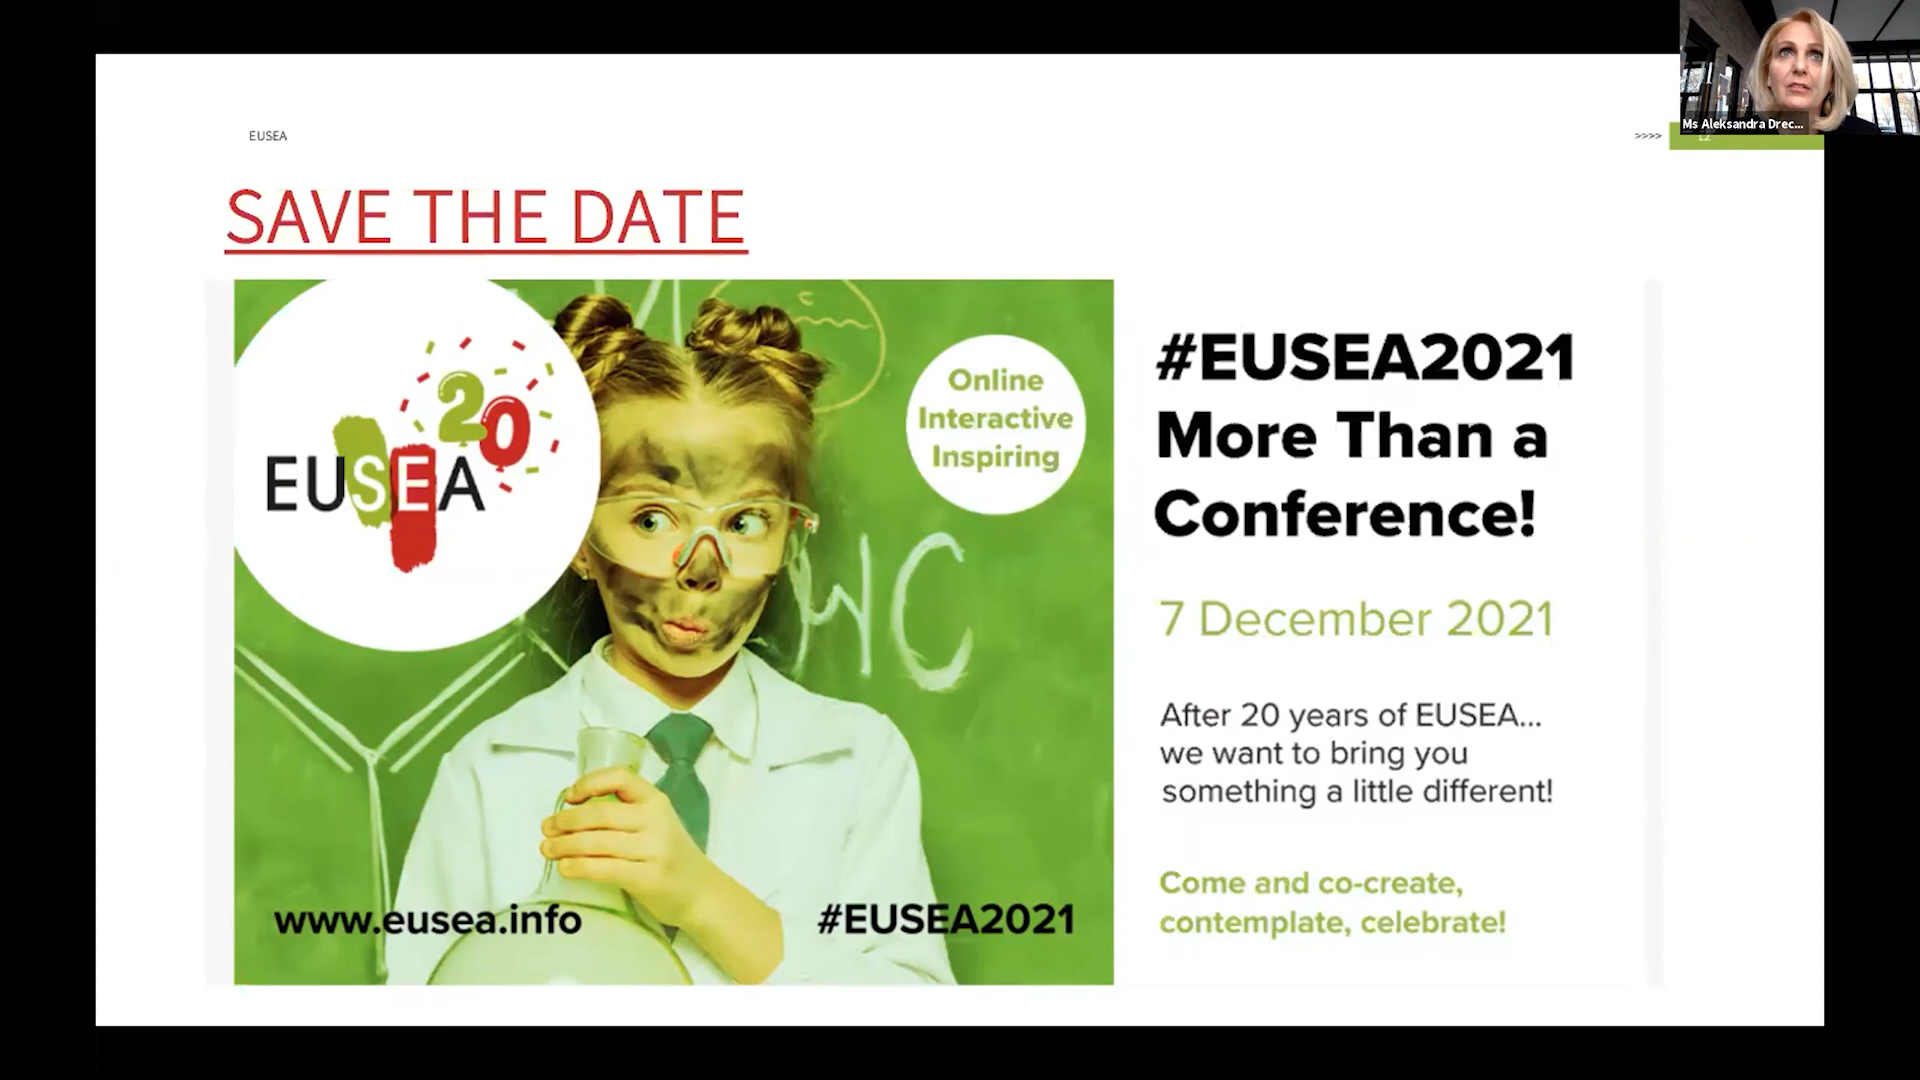 Ms Aleksandra Drec...
EUSEA
>>>>
12
SAVE THE DATE
20
EUSEA
Online
Interactive
Inspiring
HC
www.eusea.info
#EUSEA2021
#EUSEA2021
More Than a
Conference!
7 December 2021
After 20 years of EUSEA...
we want to bring you
something a little different!
Come and co-create,
contemplate, celebrate!